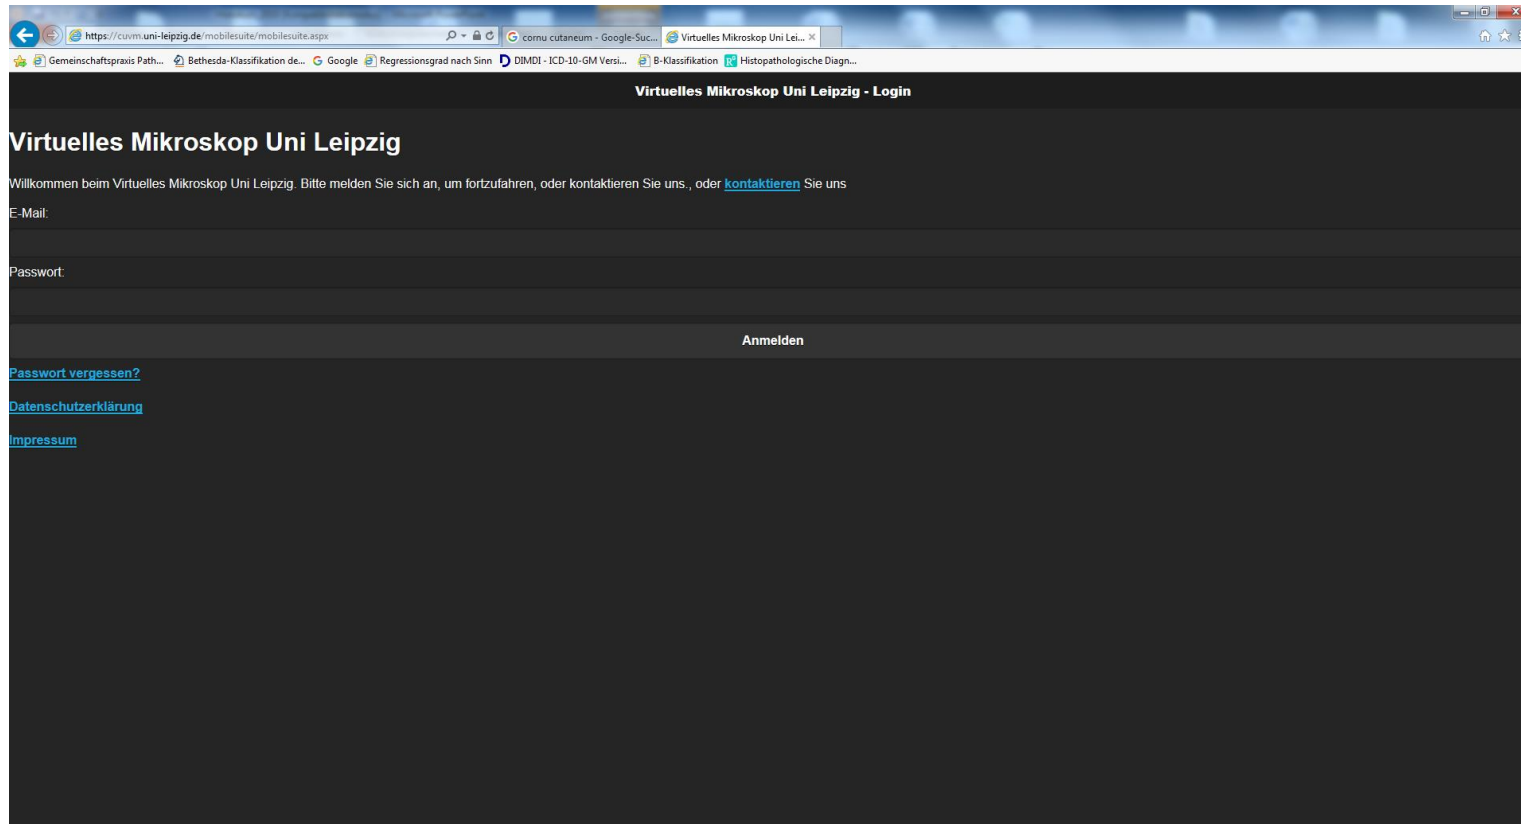 https://cuvm.uni-leipzig.de/mobilesuite/mobilesuite.aspx
cornu cutaneum - Google-Suc...
Virtuelles Mikroskop Uni Lei...
Gemeinschaftspraxis Path... Bethesda-Klassifikation de... Google Regressionsgrad nach Sinn DIMDI - ICD-10-GM Versi... B-Klassifikation Histopathologische Diagn...
Virtuelles Mikroskop Uni Leipzig - Login
Virtuelles Mikroskop Uni Leipzig
Willkommen beim Virtuelles Mikroskop Uni Leipzig. Bitte melden Sie sich an, um fortzufahren, oder kontaktieren Sie uns., oder kontaktieren Sie uns
E-Mail:
Passwort:
Anmelden
Passwort vergessen?
Datenschutzerklärung
Impressum